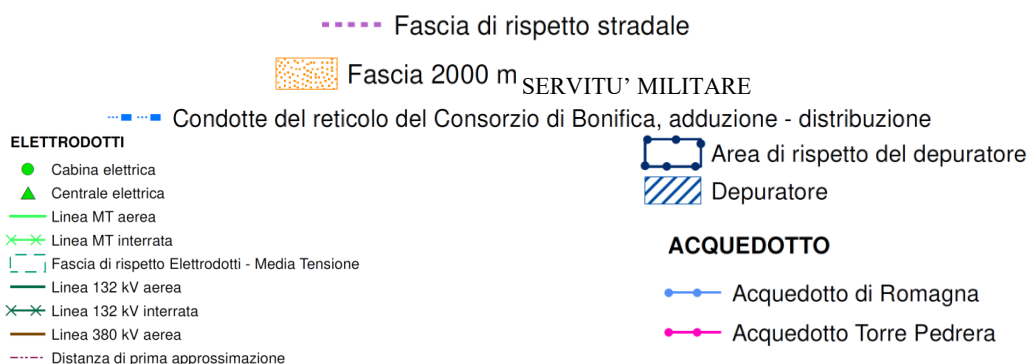 Fascia di rispetto stradale
Fascia 2000 m SERVITU' MILITARE
Condotte del reticolo del Consorzio di Bonifica, adduzione - distribuzione
ELETTRODOTTI
Cabina elettrica
Centrale elettrica
Linea MT aerea
Linea MT interrata
Fascia di rispetto Elettrodotti - Media Tensione
Linea 132 kV aerea
Linea 132 kV interrata
Linea 380 kV aerea
Distanza di prima approssimazione
Area di rispetto del depuratore
Depuratore
ACQUEDOTTO
Acquedotto di Romagna
Acquedotto Torre Pedrera